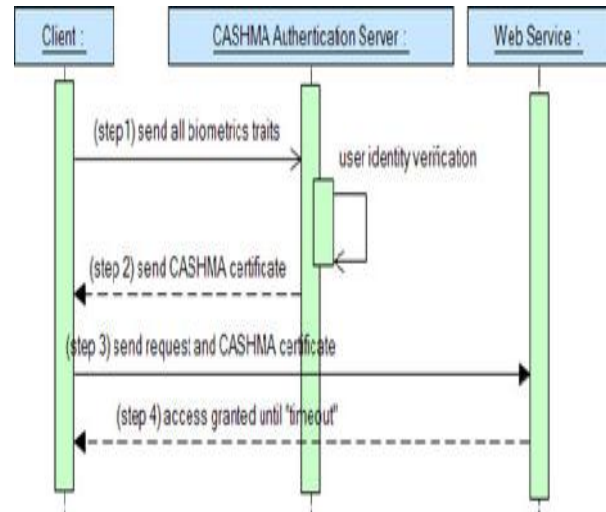 Client :
CASHMA Authentication Server :
Web Service :
(step1) send all biometrics traits
user identity verification
(step 2) send CASHMA certificate
(step 3) send request and CASHMA certificate
(step 4) access granted until "timeout"